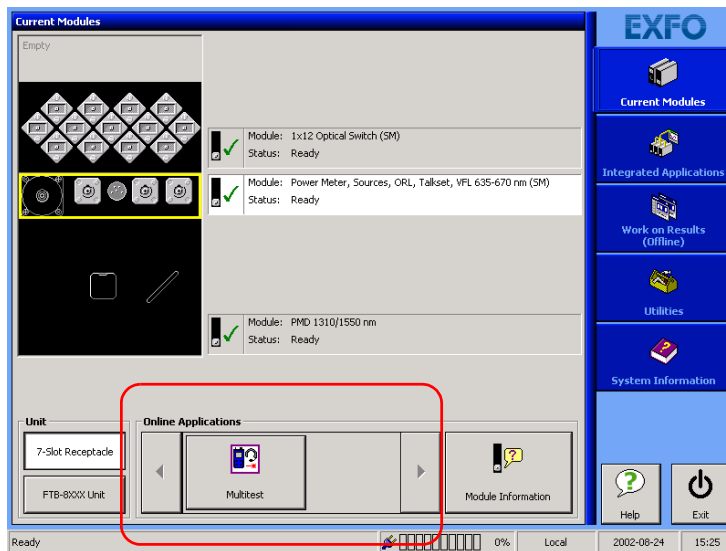 Current Modules
EXFO
Empty
Current Modules
Module: 1x12 Optical Switch (SM)
Status: Ready
Integrated Applications
Module: Power Meter, Sources, ORL, Talkset, VFL 635-670 nm (SM)
Status: Ready
Work on Results
(Offline)
Utilities
Module: PMD 1310/1550 nm
Status: Ready
System Information
Unit
Online Applications
7-Slot Receptacle
FTB-8XXX Unit
Multitest
Module Information
Help
Exit
Ready
0%
Local
2002-08-24
15:25